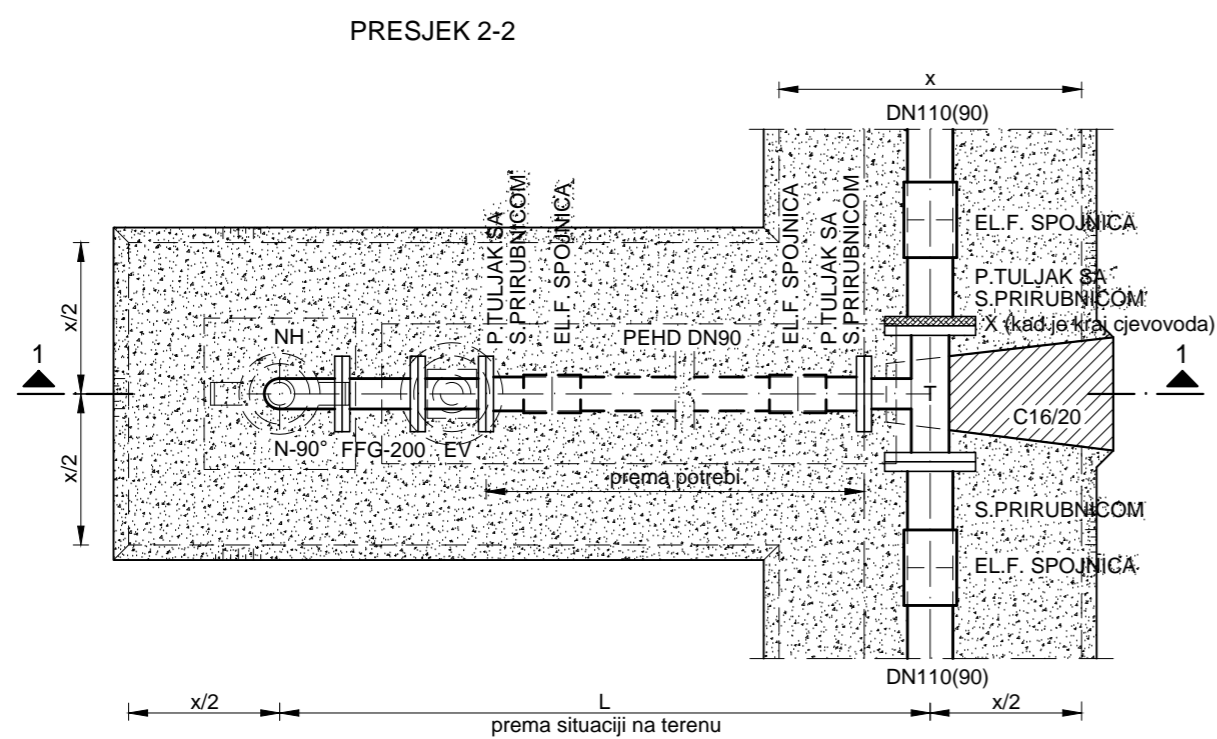 PRESJEK 2-2
x
DN110(90)
EL.F. SPOJNICA
P.TULJAK SA
S.PRIRUBNICOM
X (kad je kraj cjevovoda)
P.TULJAK SA
S.PRIRUBNICOM
EL.F. SPOJNICA
EL.F. SPOJNICA
P.TULJAK SA
S.PRIRUBNICOM
x/2
NH
PEHD DN90
1
1
T
C16/20
x/2
N-90° FFG-200 EV
prema potrebi
S.PRIRUBNICOM
EL.F. SPOJNICA
DN110(90)
x/2
L
x/2
prema situaciji na terenu